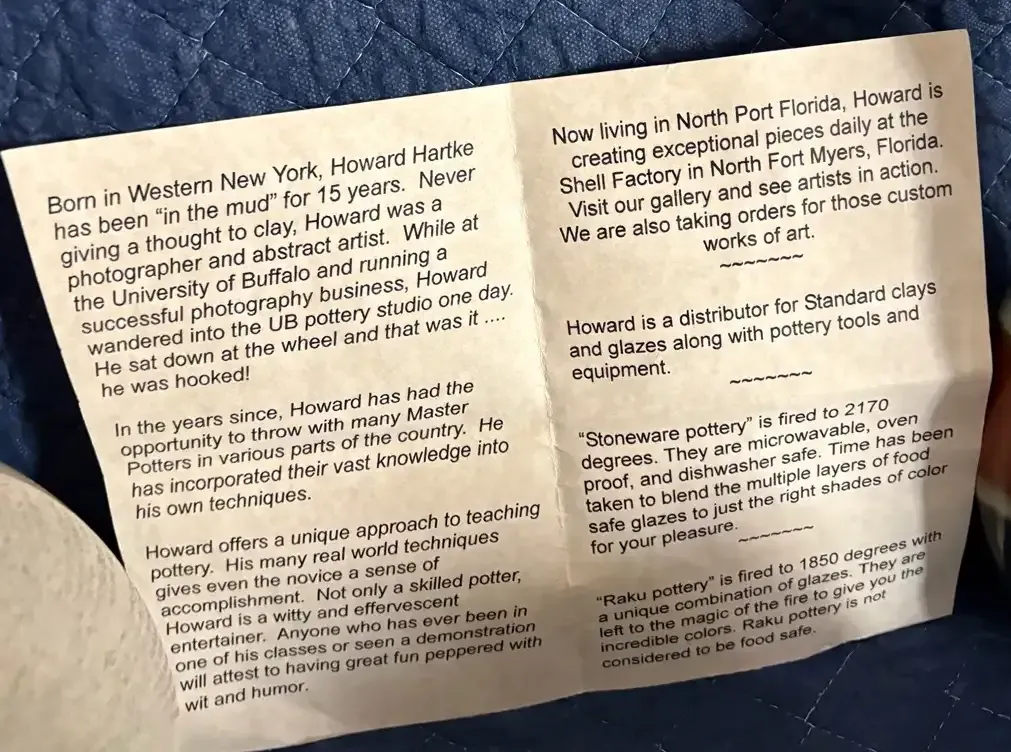 Born in Western New York, Howard Hartke
has been “in the mud” for 15 years. Never
giving a thought to clay, Howard was a
photographer and abstract artist. While at
the University of Buffalo and running a
successful photography business, Howard
wandered into the UB pottery studio one day.
He sat down at the wheel and that was it ....
he was hooked!
In the years since, Howard has had the
opportunity to throw with many Master
Potters in various parts of the country. He
has incorporated their vast knowledge into
his own techniques.
Howard offers a unique approach to teaching
pottery. His many real world techniques
gives even the novice a sense of
accomplishment. Not only a skilled potter,
Howard is a witty and effervescent
entertainer. Anyone who has ever been in
one of his classes or seen a demonstration
will attest to having great fun peppered with
wit and humor.
Now living in North Port Florida, Howard is
creating exceptional pieces daily at the
Shell Factory in North Fort Myers, Florida.
Visit our gallery and see artists in action.
We are also taking orders for those custom
works of art.
~~~~~~~
Howard is a distributor for Standard clays
and glazes along with pottery tools and
equipment.
~~~~~~~
“Stoneware pottery” is fired to 2170
degrees. They are microwavable, oven
proof, and dishwasher safe. Time has been
taken to blend the multiple layers of food
safe glazes to just the right shades of color
for your pleasure.
~~~~~~~
“Raku pottery” is fired to 1850 degrees with
a unique combination of glazes. They are
left to the magic of the fire to give you the
incredible colors. Raku pottery is not
considered to be food safe.